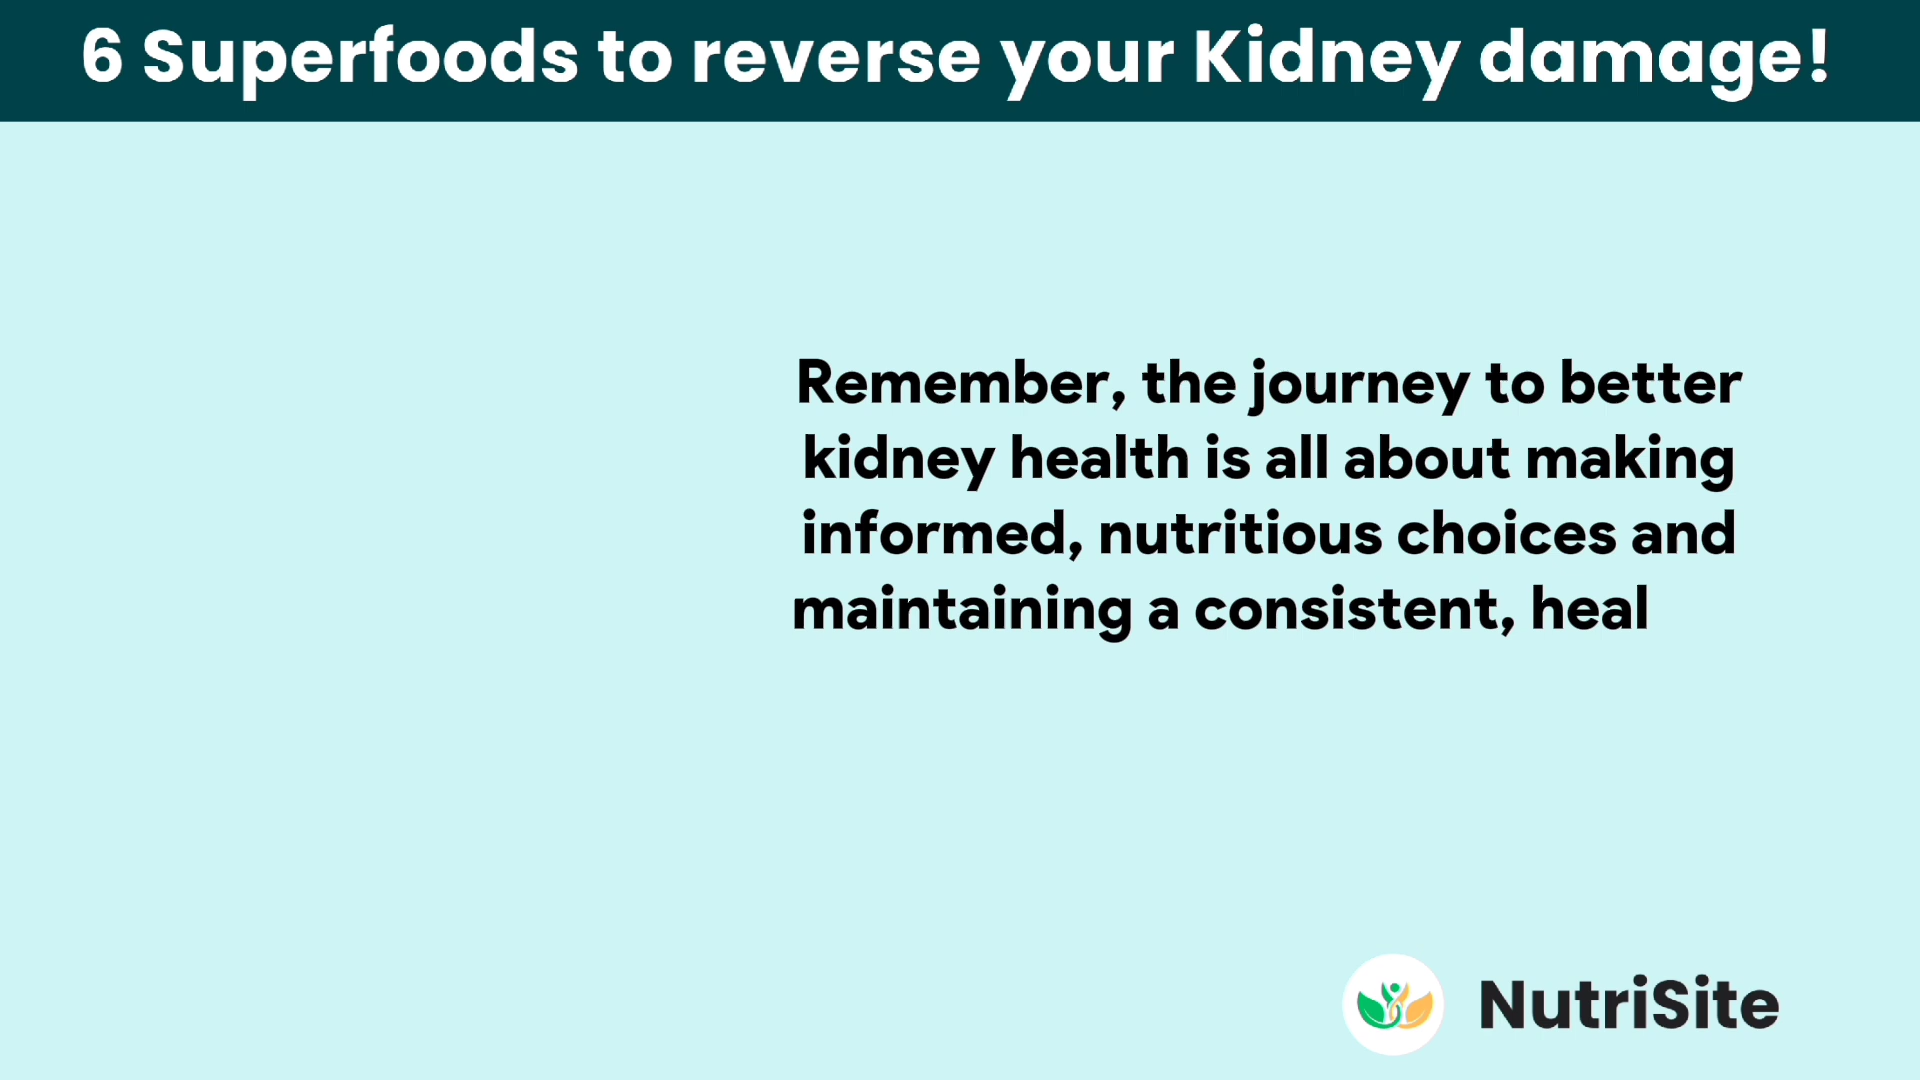 6 Superfoods to reverse your Kidney damage!
Remember, the journey to better
kidney health is all about making
informed, nutritious choices and
maintaining a consistent, heal
NutriSite